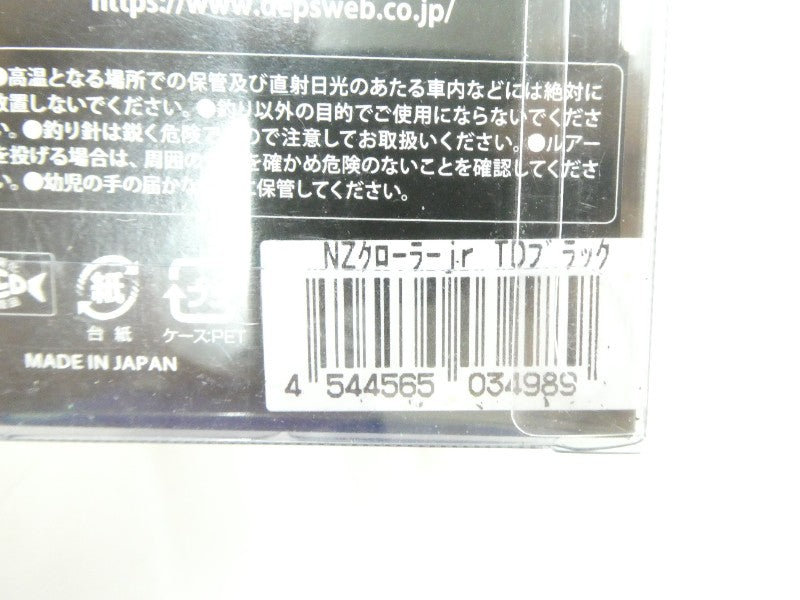 https://www.depsweb.co.jp/
●高温となる場所での保管及び直射日光のあたる車内などには絶対に
放置しないでください。●釣り以外の目的でご使用にならないでくださ
い。●釣り針は鋭く危険ですので注意してお取扱いください。●ルアー
を投げる場合は、周囲の を確かめ危険のないことを確認してくださ
い。●幼児の手の届か に保管してください。
NZクローラーjr TDブラック
紙
台紙
ケース:PET
MADE IN JAPAN
4 544565 034989